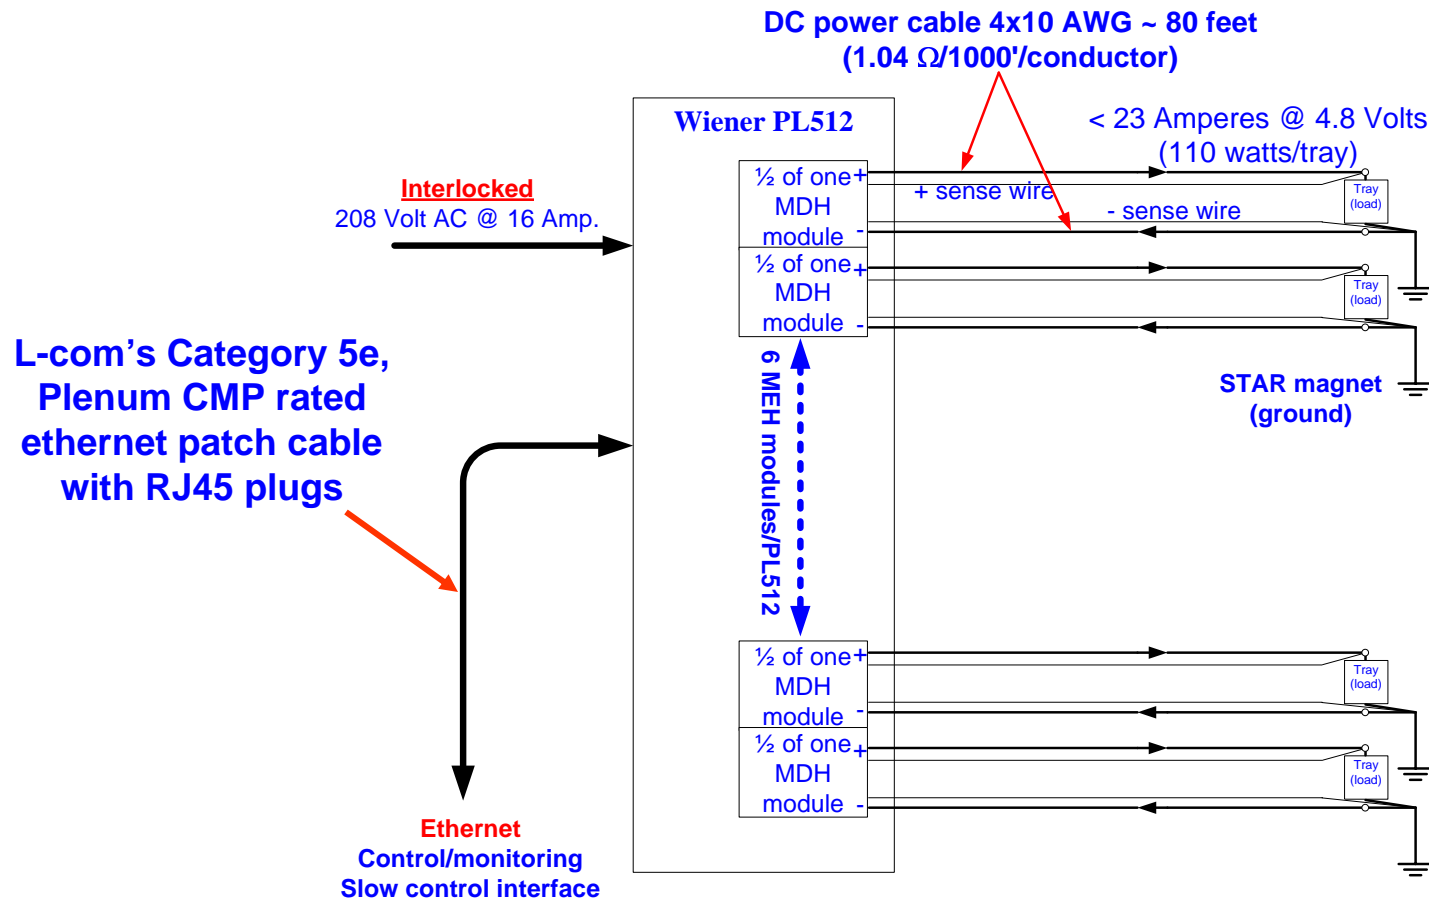 DC power cable 4x10 AWG ~ 80 feet
(1.04 Ω/1000'/conductor)
Wiener PL512
< 23 Amperes @ 4.8 Volts
(110 watts/tray)
Interlocked
208 Volt AC @ 16 Amp.
½ of one +
MDH
module -
+ sense wire
- sense wire
Tray
(load)
½ of one +
MDH
module -
Tray
(load)
L-com’s Category 5e,
Plenum CMP rated
ethernet patch cable
with RJ45 plugs
6 MEH modules/PL512
STAR magnet
(ground)
½ of one +
MDH
module -
Tray
(load)
½ of one +
MDH
module -
Tray
(load)
Ethernet
Control/monitoring
Slow control interface